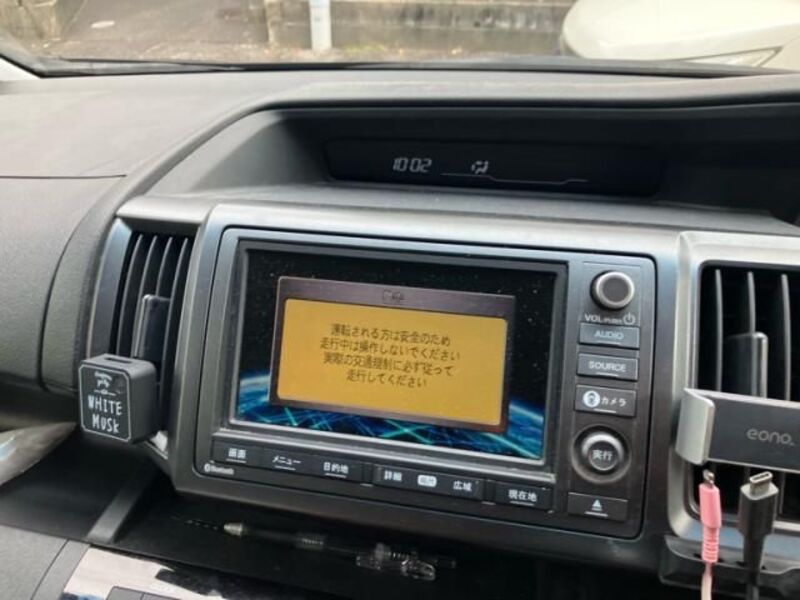 10:02
運転される方は安全のため
走行中は操作しないでください
実際の交通規制に必ず従って
走行してください
VOL PUSH
AUDIO
SOURCE
カメラ
実行
WHITE
MUSK
eono.
画面
メニュー
目的地
詳細
広域
現在地
Bluetooth